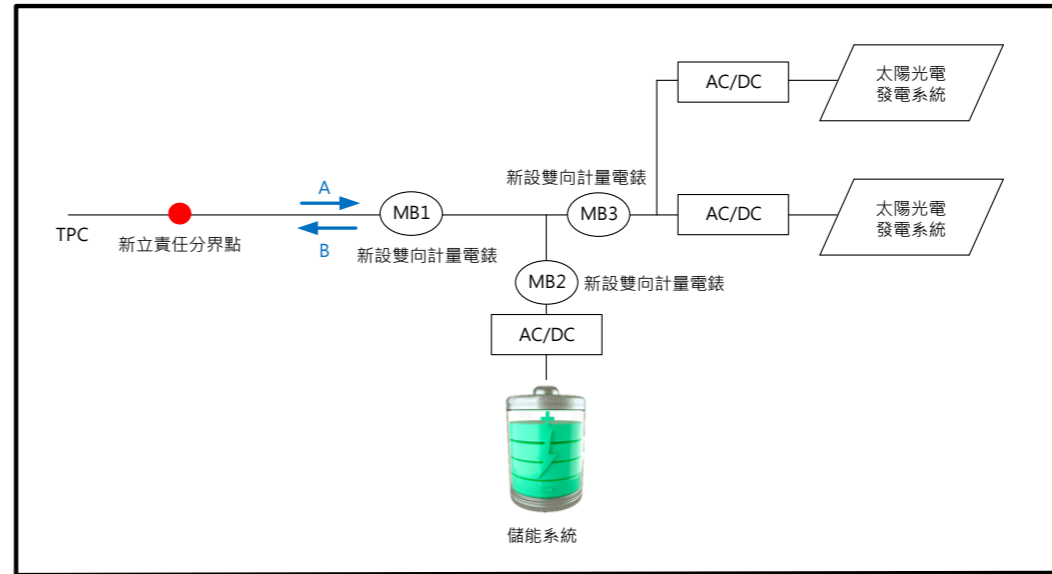 AC/DC
太陽光電
發電系統
新設雙向計量電錶
A
MB1
MB3
AC/DC
太陽光電
發電系統
TPC
新立責任分界點
B
新設雙向計量電錶
MB2
新設雙向計量電錶
AC/DC
儲能系統